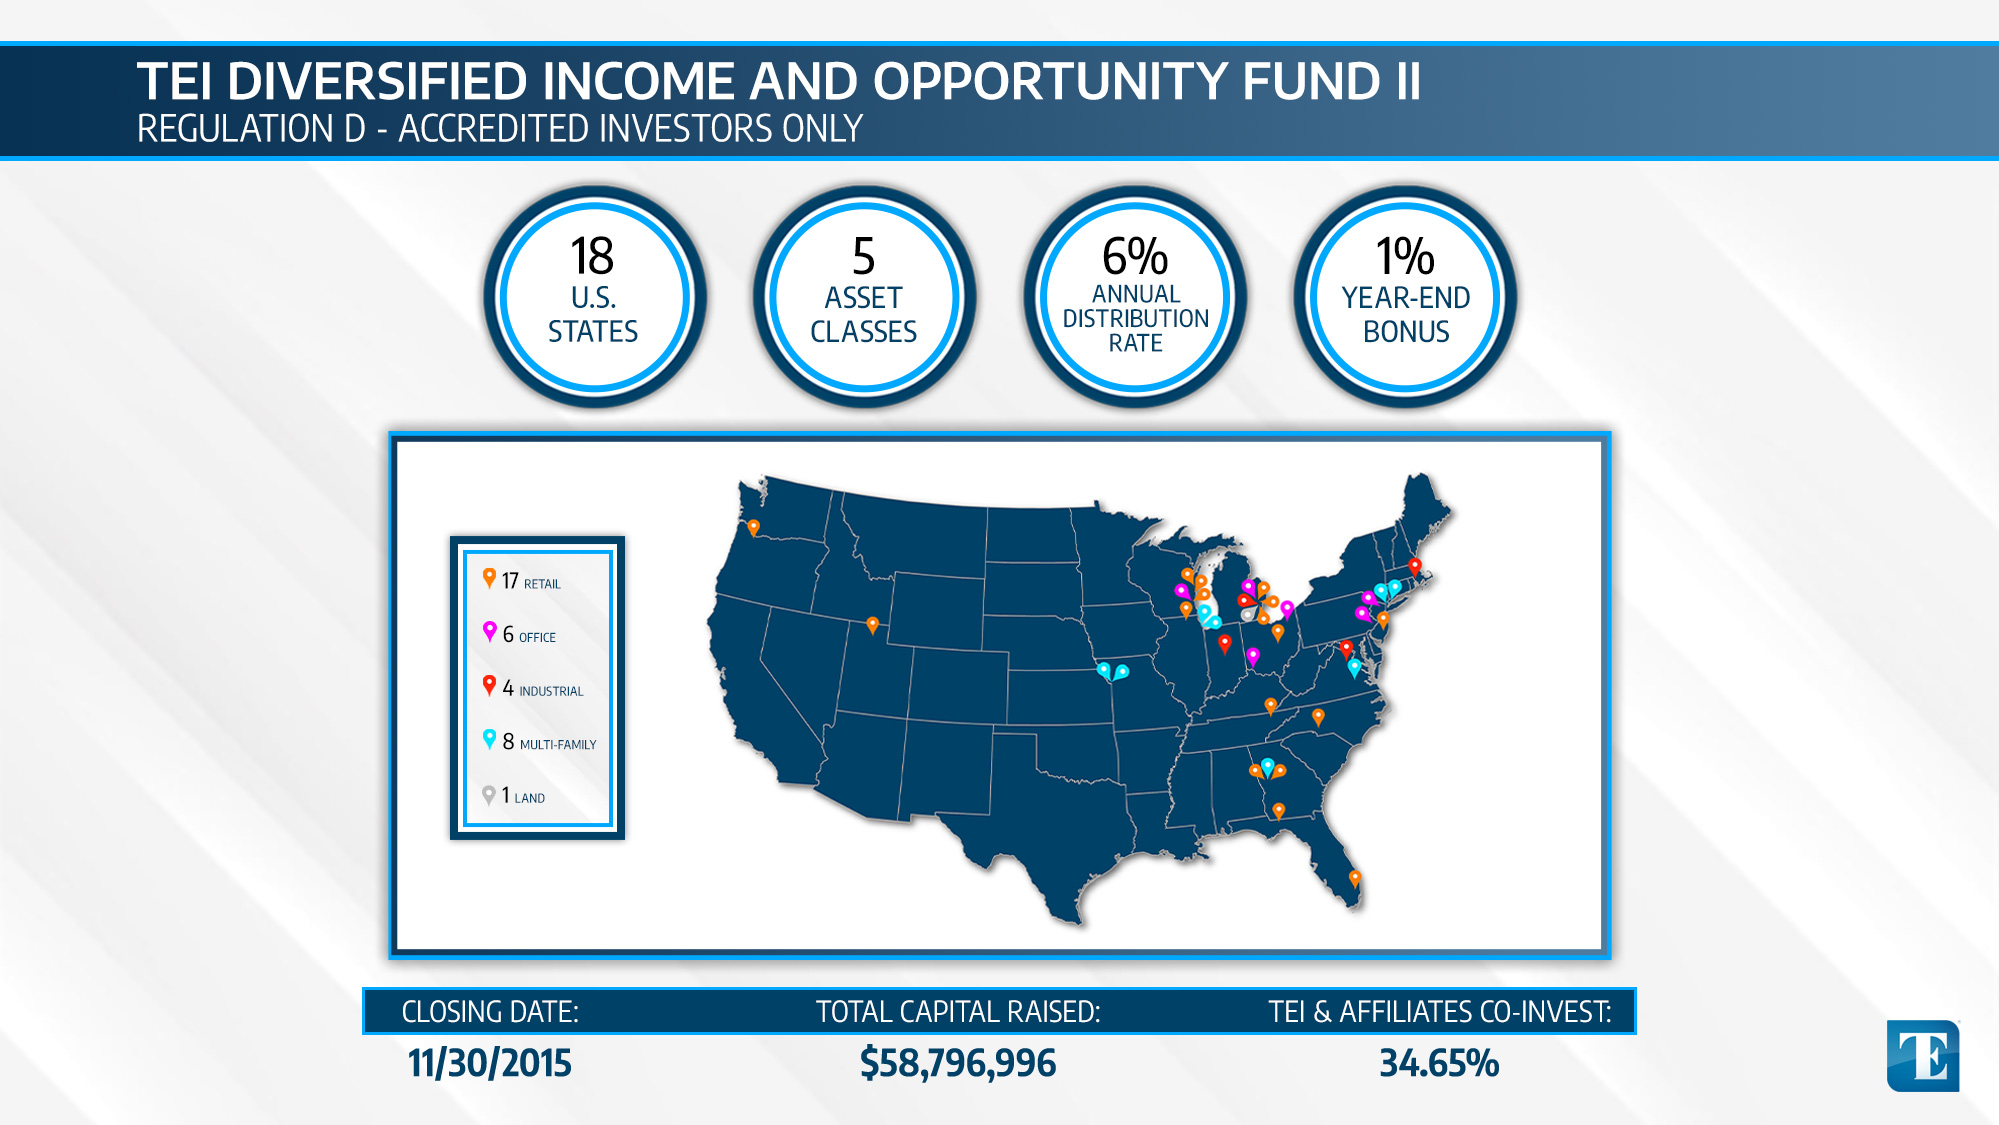 TEI DIVERSIFIED INCOME AND OPPORTUNITY FUND II
REGULATION D - ACCREDITED INVESTORS ONLY
18
U.S.
STATES
5
ASSET
CLASSES
6%
ANNUAL
DISTRIBUTION
RATE
1%
YEAR-END
BONUS
17 RETAIL
6 OFFICE
4 INDUSTRIAL
8 MULTI-FAMILY
1 LAND
CLOSING DATE:
11/30/2015
TOTAL CAPITAL RAISED:
$58,796,996
TEI & AFFILIATES CO-INVEST:
34.65%
TE